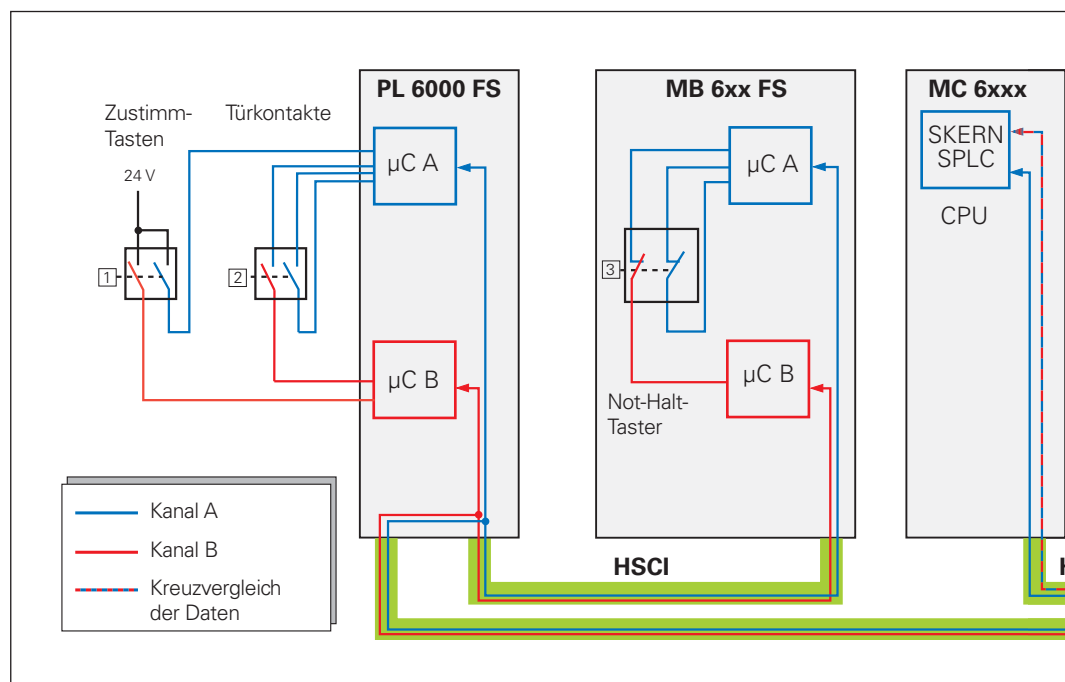 PL 6000 FS
MB 6xx FS
MC 6xxx
Zustimm-
Tasten
Türkontakte
24 V
µC A
µC A
SKERN
SPLC
CPU
1
2
3
µC B
µC B
Not-Halt-
Taster
Kanal A
Kanal B
Kreuzvergleich
der Daten
HSCI